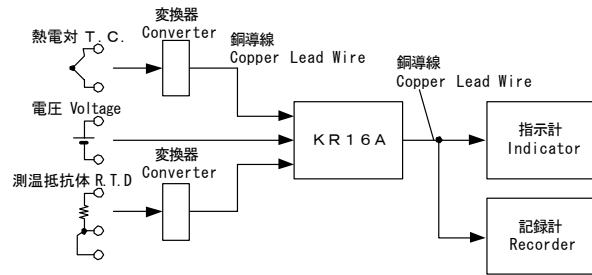 熱電対 T. C.
変換器
Converter
銅導線
Copper Lead Wire
電圧 Voltage
測温抵抗体 R.T.D
変換器
Converter
KR16A
銅導線
Copper Lead Wire
指示計
Indicator
記録計
Recorder